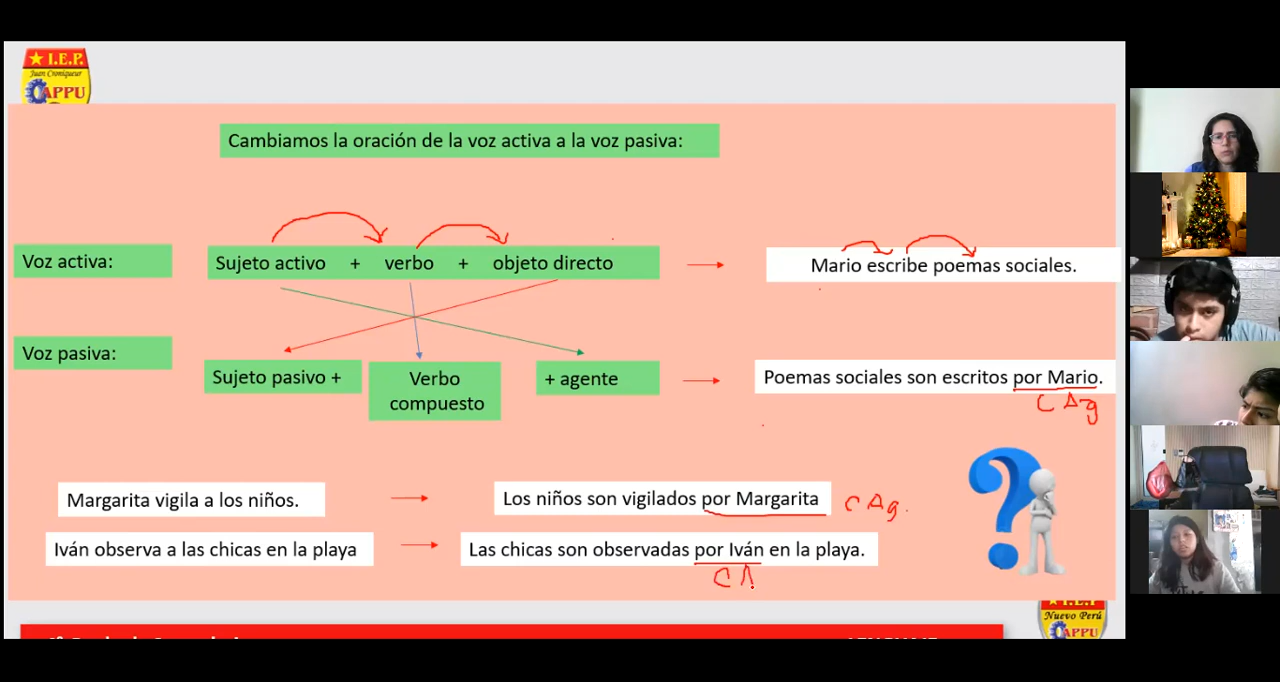 I.E.P.
Juan Croniqueur
CAPPU
Cambiamos la oración de la voz activa a la voz pasiva:
Voz activa:
Sujeto activo + verbo + objeto directo
Mario escribe poemas sociales.
Voz pasiva:
Sujeto pasivo +
Verbo
compuesto
+ agente
Poemas sociales son escritos por Mario.
C Ag
Margarita vigila a los niños.
Los niños son vigilados por Margarita
C Ag.
Iván observa a las chicas en la playa
Las chicas son observadas por Iván en la playa.
C A
I.E.P.
Nuevo Perú
CAPPU